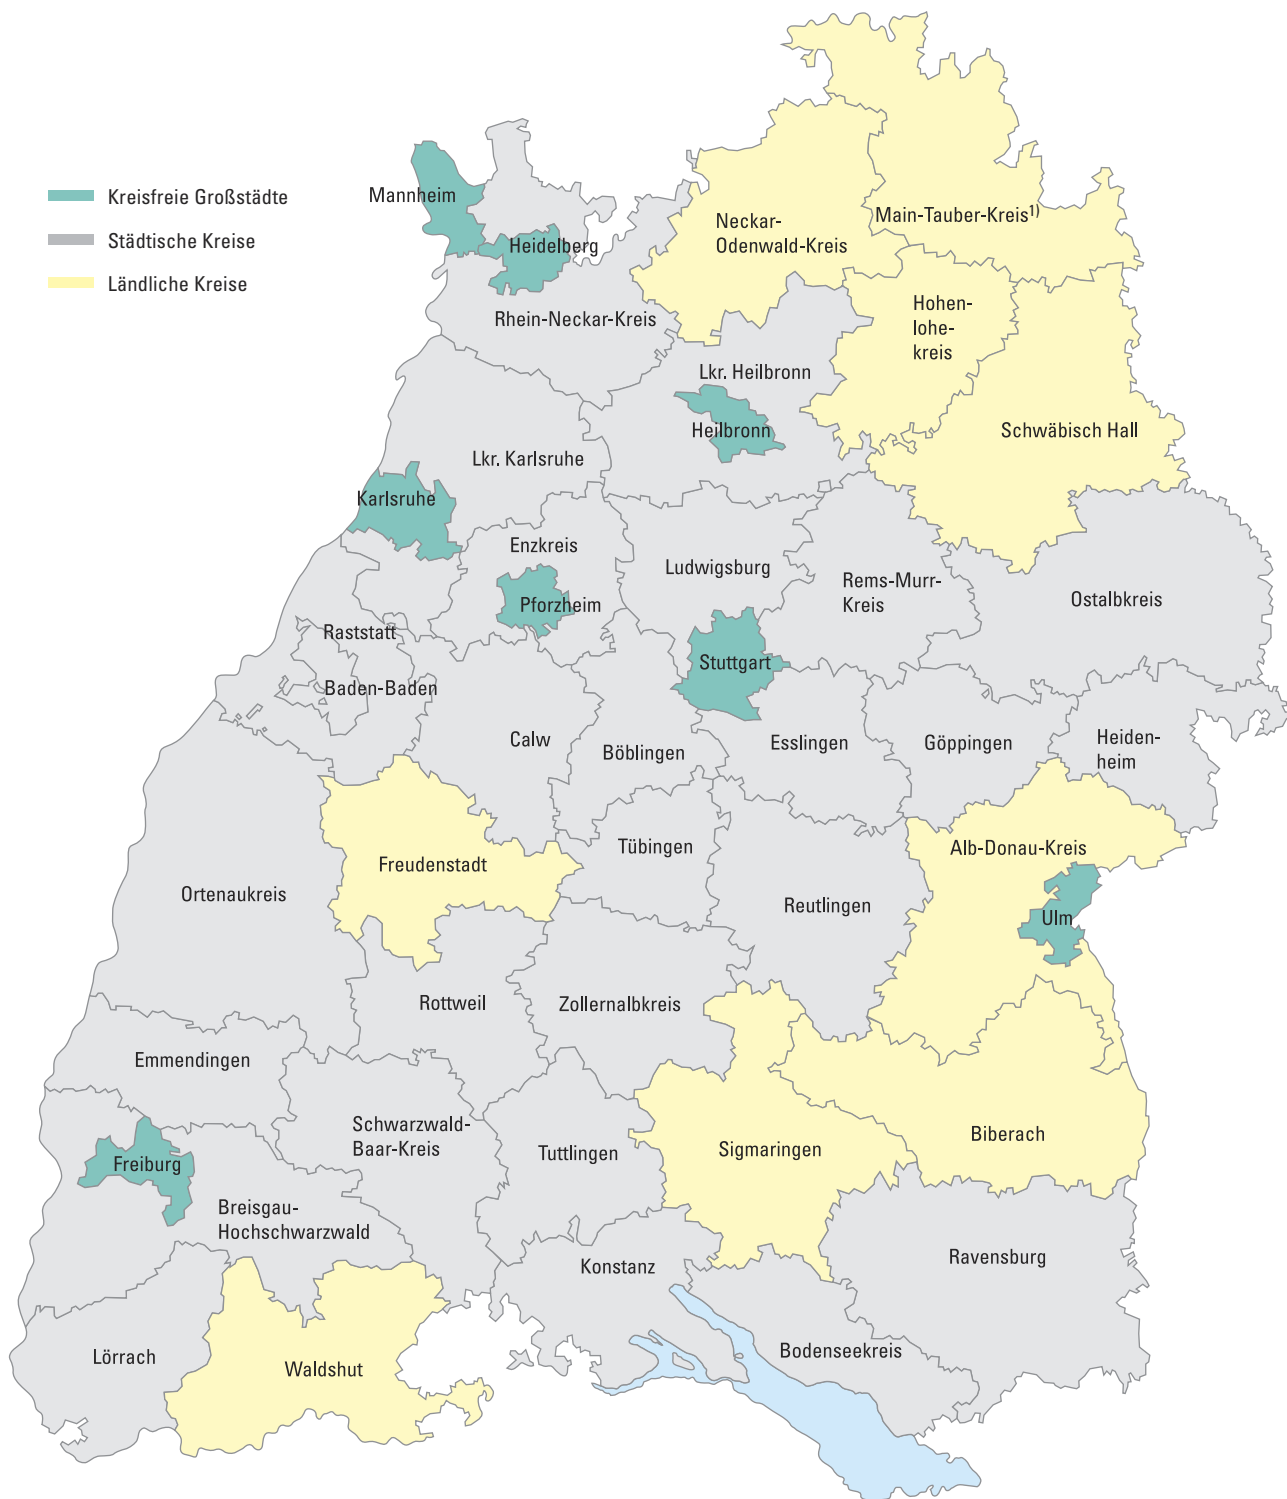 Kreisfreie Großstädte
Städtische Kreise
Ländliche Kreise
Mannheim
Heidelberg
Rhein-Neckar-Kreis
Neckar-
Odenwald-Kreis
Main-Tauber-Kreis¹⁾
Hohen-
lohe-
kreis
Lkr. Heilbronn
Heilbronn
Schwäbisch Hall
Lkr. Karlsruhe
Karlsruhe
Enzkreis
Pforzheim
Ludwigsburg
Rems-Murr-
Kreis
Ostalbkreis
Raststatt
Baden-Baden
Stuttgart
Calw
Böblingen
Esslingen
Göppingen
Heiden-
heim
Freudenstadt
Tübingen
Alb-Donau-Kreis
Ortenaukreis
Reutlingen
Ulm
Rottweil
Zollernalbkreis
Emmendingen
Schwarzwald-
Baar-Kreis
Tuttlingen
Sigmaringen
Biberach
Freiburg
Breisgau-
Hochschwarzwald
Konstanz
Ravensburg
Lörrach
Waldshut
Bodenseekreis